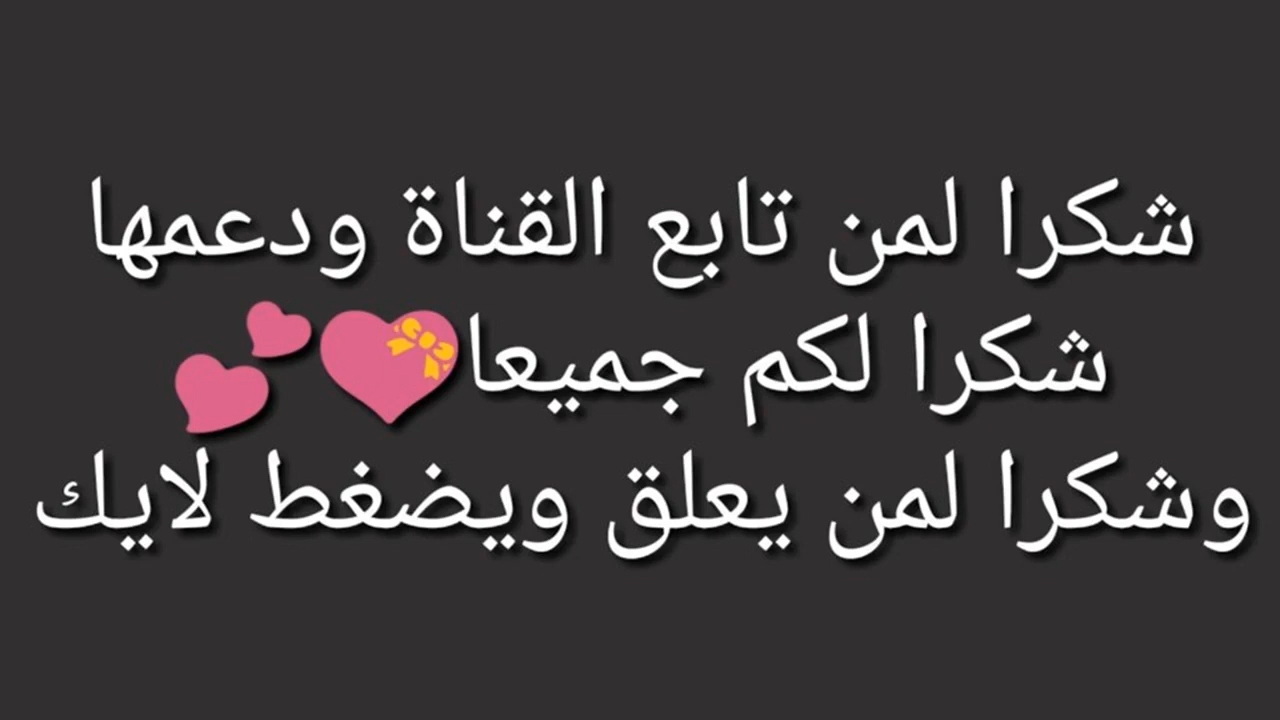 شكرا لمن تابع القناة ودعمها
شكرا لكم جميعا💝💕
وشكرا لمن يعلق ويضغط لايك